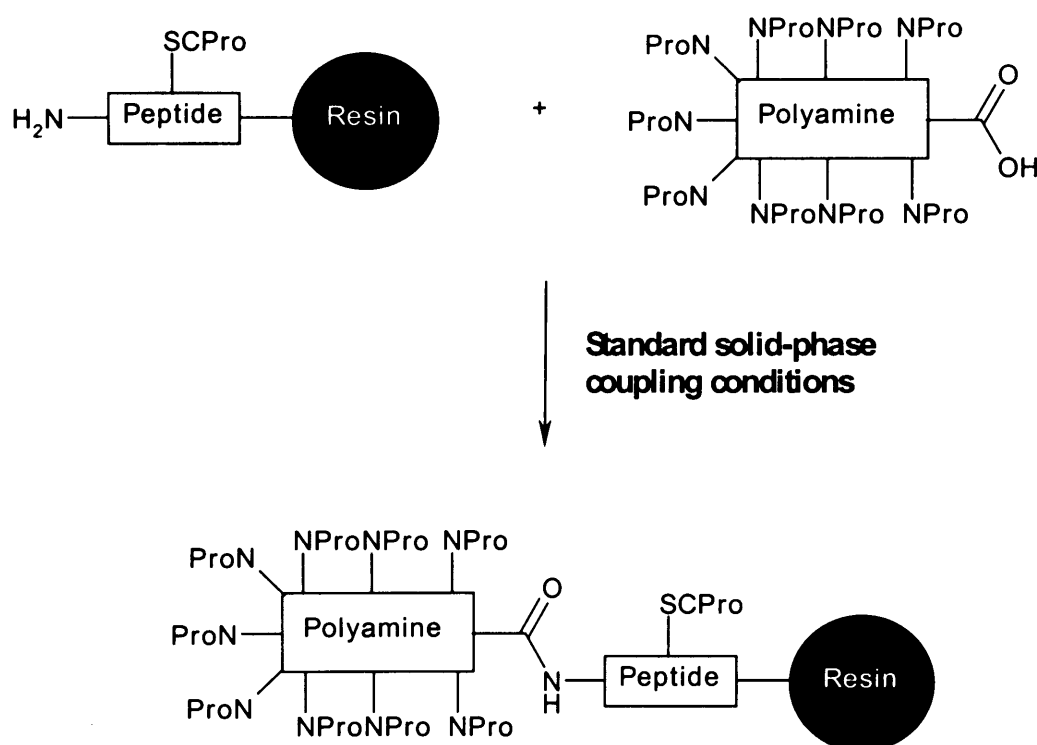 SCPro
H2N
Peptide
Resin
+
ProN
NProNPro NPro
ProN
Polyamine
ProN
NProNPro NPro
O
OH
Standard solid-phase
coupling conditions
ProN
NProNPro NPro
ProN
Polyamine
ProN
NProNPro NPro
O
N
H
SCPro
Peptide
Resin